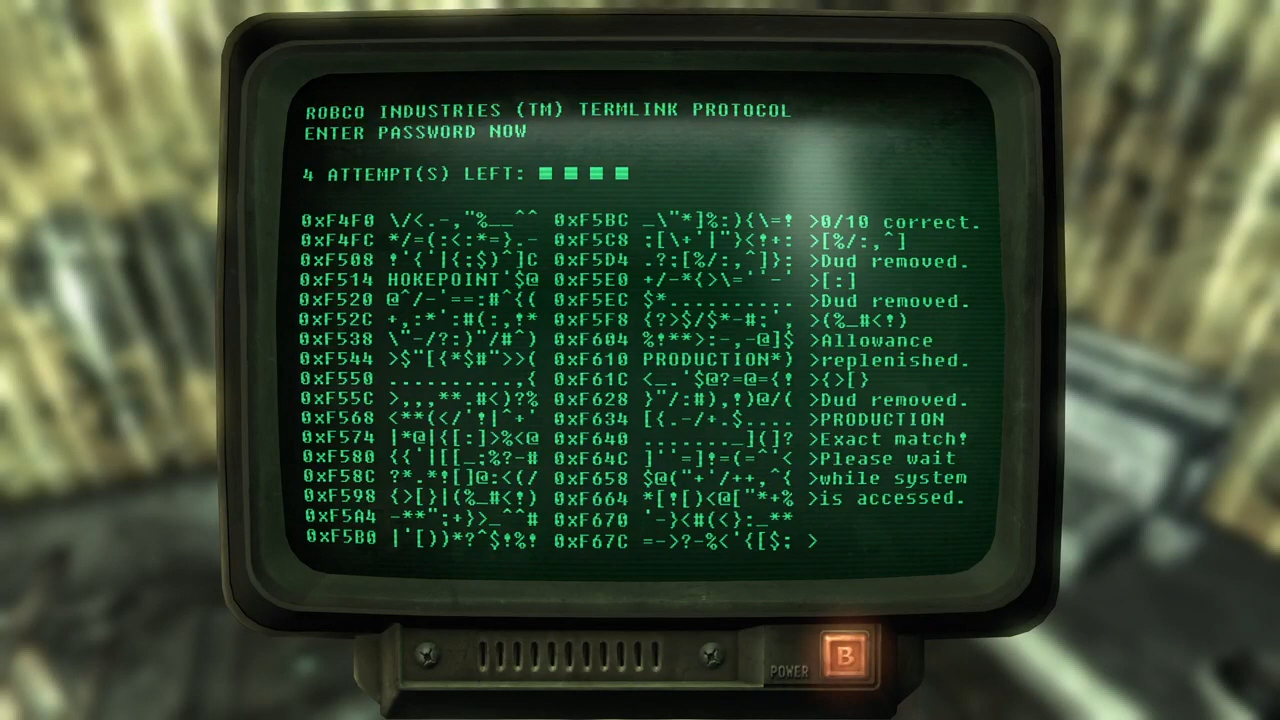 ROBCO INDUSTRIES (TM) TERMLINK PROTOCOL
ENTER PASSWORD NOW
4 ATTEMPT(S) LEFT: ■ ■ ■ ■
0xF4F0 \/<.-,"%__^^ 0xF5BC _\"*]%:){\=! >0/10 correct.
0xF4FC */=(:<:*=}.- 0xF5C8 :[\+'|"}<!+: >[%/:,^]
0xF508 !'{'|{:$)^]C 0xF5D4 .?;[%/:,^]}: >Dud removed.
0xF514 HOKEPOINT'$@ 0xF5E0 +/-*{>\=''-' >[:]
0xF520 @^/-'==:#^{( 0xF5EC $*.......... >Dud removed.
0xF52C +,:*':#(:,!* 0xF5F8 {?>$/$*-#;', >(%_#<!)
0xF538 \"-/?:)"/#^) 0xF604 %!**>:-,-@]$ >Allowance
0xF544 >$"[{*$#">>( 0xF610 PRODUCTION*) >replenished.
0xF550 ..........,{ 0xF61C <_.'$@?=@={! >{>[}
0xF55C >,,,**.#<)?% 0xF628 }"/:#),!)@/( >Dud removed.
0xF568 <**(</'!|^+' 0xF634 [{.-/+.$.... >PRODUCTION
0xF574 |*@|{[:]>%<@ 0xF640 ......._](]? >Exact match!
0xF580 {{'|[[_;%?-# 0xF64C ]''=]!=(=^'< >Please wait
0xF58C ?*.*![]@:<(/ 0xF658 $@("+'/++,^{ >while system
0xF598 {>[}|(%_#<!) 0xF664 *[![)<@["*+% >is accessed.
0xF5A4 -**";+}>_^^# 0xF670 '-}<#(<}:_**
0xF5B0 |'[))*?^$!%! 0xF67C =->?-%<'{[$; >
POWER
B